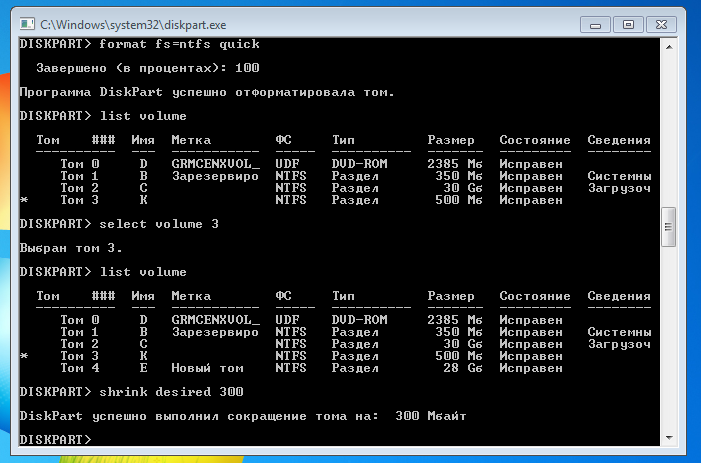 C:\Windows\system32\diskpart.exe
DISKPART> format fs=ntfs quick
Завершено (в процентах): 100
Программа DiskPart успешно отформатировала том.
DISKPART> list volume
Том ### Имя Метка ФС Тип Размер Состояние Сведения
---------- --- ----------- ----- ---------- ------- --------- --------
Том 0 D GRMCENXVOL_ UDF DVD-ROM 2385 Мб Исправен
Том 1 B Зарезервиро NTFS Раздел 350 Мб Исправен Системны
Том 2 C NTFS Раздел 30 Gб Исправен Загрузоч
* Том 3 K NTFS Раздел 500 Мб Исправен
DISKPART> select volume 3
Выбран том 3.
DISKPART> list volume
Том ### Имя Метка ФС Тип Размер Состояние Сведения
---------- --- ----------- ----- ---------- ------- --------- --------
Том 0 D GRMCENXVOL_ UDF DVD-ROM 2385 Мб Исправен
Том 1 B Зарезервиро NTFS Раздел 350 Мб Исправен Системны
Том 2 C NTFS Раздел 30 Gб Исправен Загрузоч
* Том 3 K NTFS Раздел 500 Мб Исправен
Том 4 E Новый том NTFS Раздел 28 Gб Исправен
DISKPART> shrink desired 300
DiskPart успешно выполнил сокращение тома на: 300 Мбайт
DISKPART>